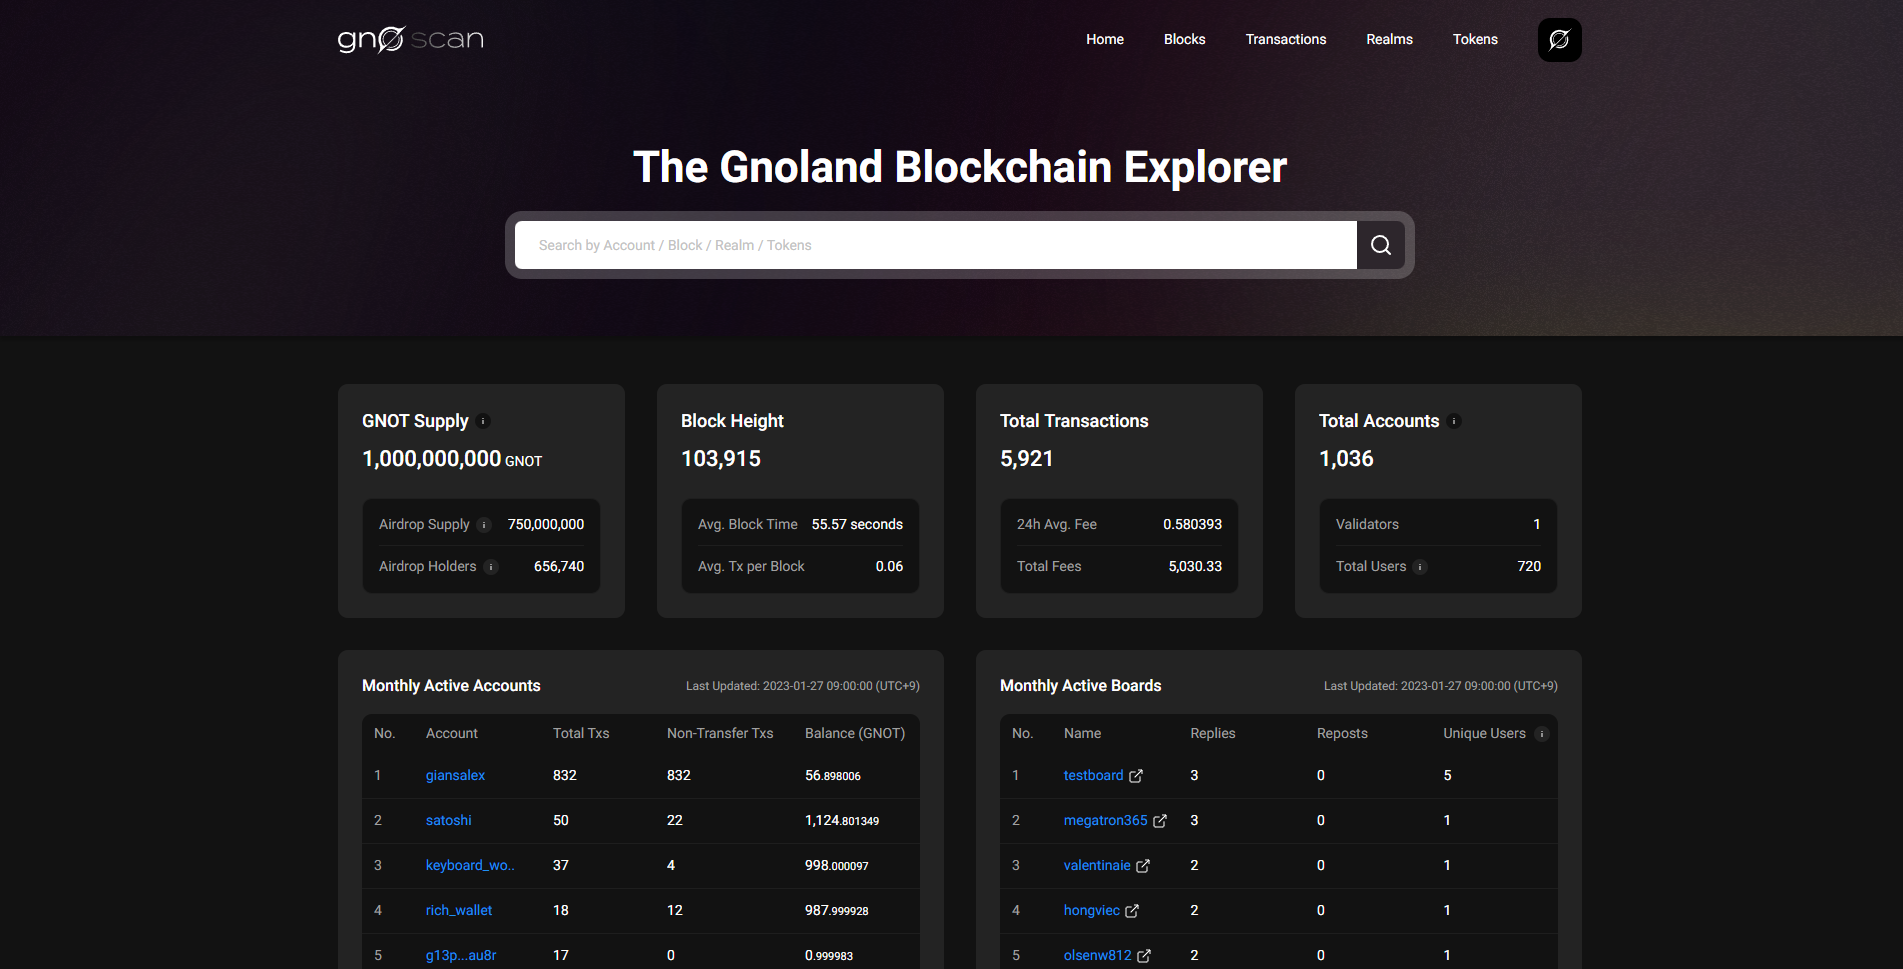 gnoscan
Home Blocks Transactions Realms Tokens
The Gnoland Blockchain Explorer
Search by Account / Block / Realm / Tokens
GNOT Supply
1,000,000,000 GNOT
Airdrop Supply 750,000,000
Airdrop Holders 656,740
Block Height
103,915
Avg. Block Time 55.57 seconds
Avg. Tx per Block 0.06
Total Transactions
5,921
24h Avg. Fee 0.580393
Total Fees 5,030.33
Total Accounts
1,036
Validators 1
Total Users 720
Monthly Active Accounts Last Updated: 2023-01-27 09:00:00 (UTC+9)
No. Account Total Txs Non-Transfer Txs Balance (GNOT)
1 giansalex 832 832 56.898006
2 satoshi 50 22 1,124.801349
3 keyboard_wo.. 37 4 998.000097
4 rich_wallet 18 12 987.999928
5 g13p...au8r 17 0 0.999983
Monthly Active Boards Last Updated: 2023-01-27 09:00:00 (UTC+9)
No. Name Replies Reposts Unique Users
1 testboard 3 0 5
2 megatron365 3 0 1
3 valentinaie 2 0 1
4 hongviec 2 0 1
5 olsenw812 2 0 1